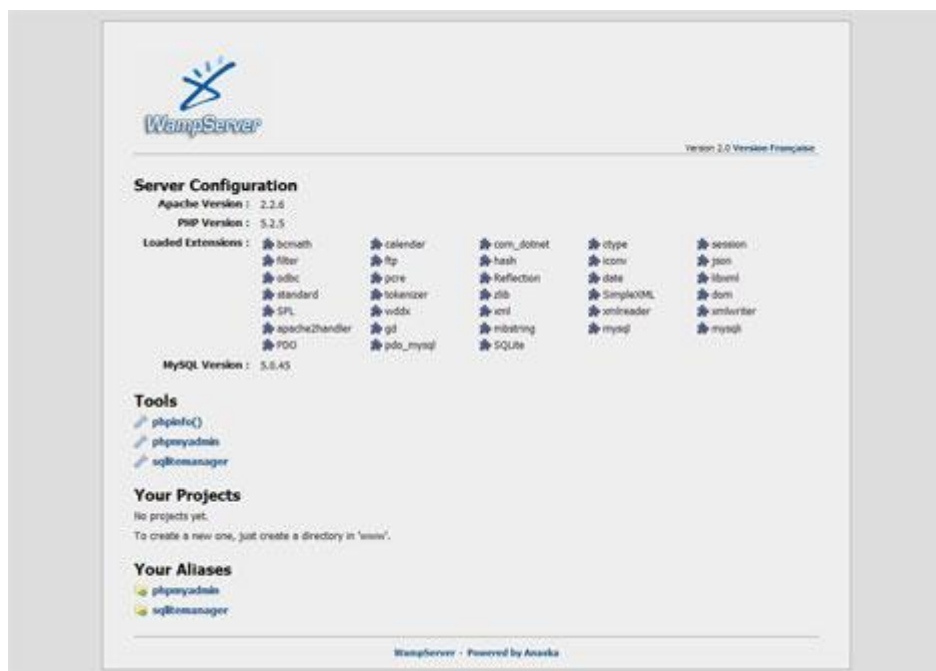 WampServer
Version 2.0 Version Française
Server Configuration
Apache Version : 2.2.6
PHP Version : 5.2.5
Loaded Extensions : bcmath calendar com_dotnet ctype session
filter ftp hash iconv json
odbc pcre Reflection date libxml
standard tokenizer zlib SimpleXML dom
SPL wddx xml xmlreader xmlwriter
apache2handler gd mbstring mysql mysqli
PDO pdo_mysql SQLite
MySQL Version : 5.0.45
Tools
phpinfo()
phpmyadmin
sqlitemanager
Your Projects
No projects yet.
To create a new one, just create a directory in 'www'.
Your Aliases
phpmyadmin
sqlitemanager
WampServer - Powered by Anaska